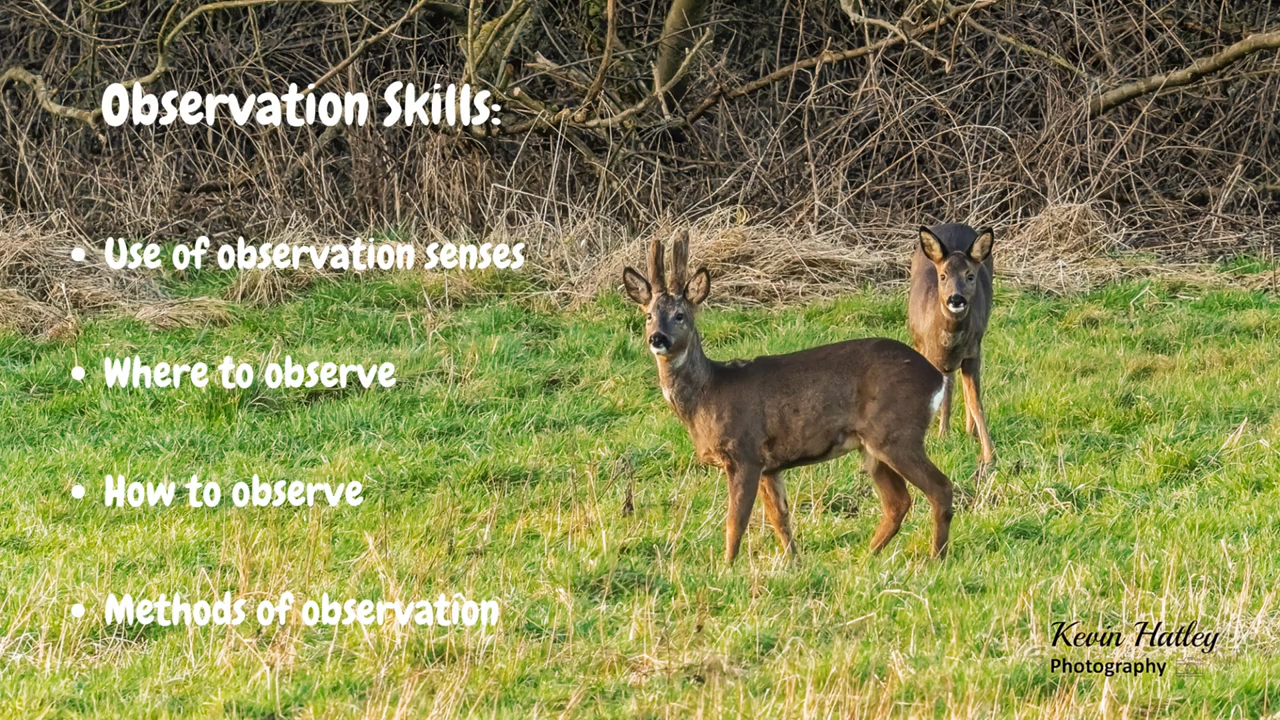 Observation Skills:
• Use of observation senses
• Where to observe
• How to observe
• Methods of observation
Kevin Hatley
Photography